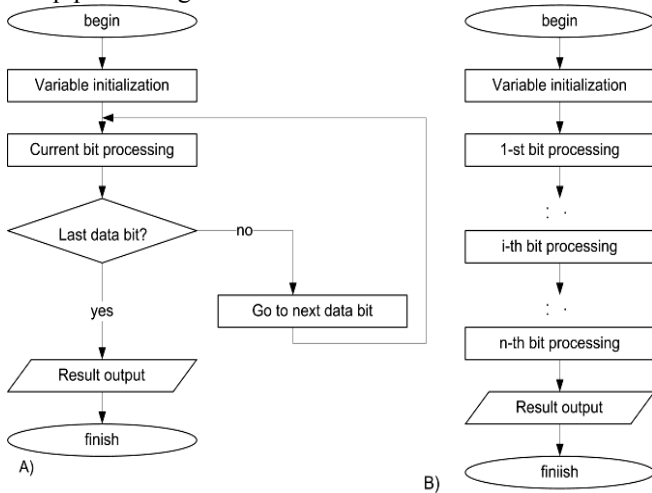 begin
Variable initialization
Current bit processing
Last data bit?
no
yes
Go to next data bit
Result output
finish
A)
begin
Variable initialization
1-st bit processing
: .
i-th bit processing
: .
n-th bit processing
Result output
finiish
B)